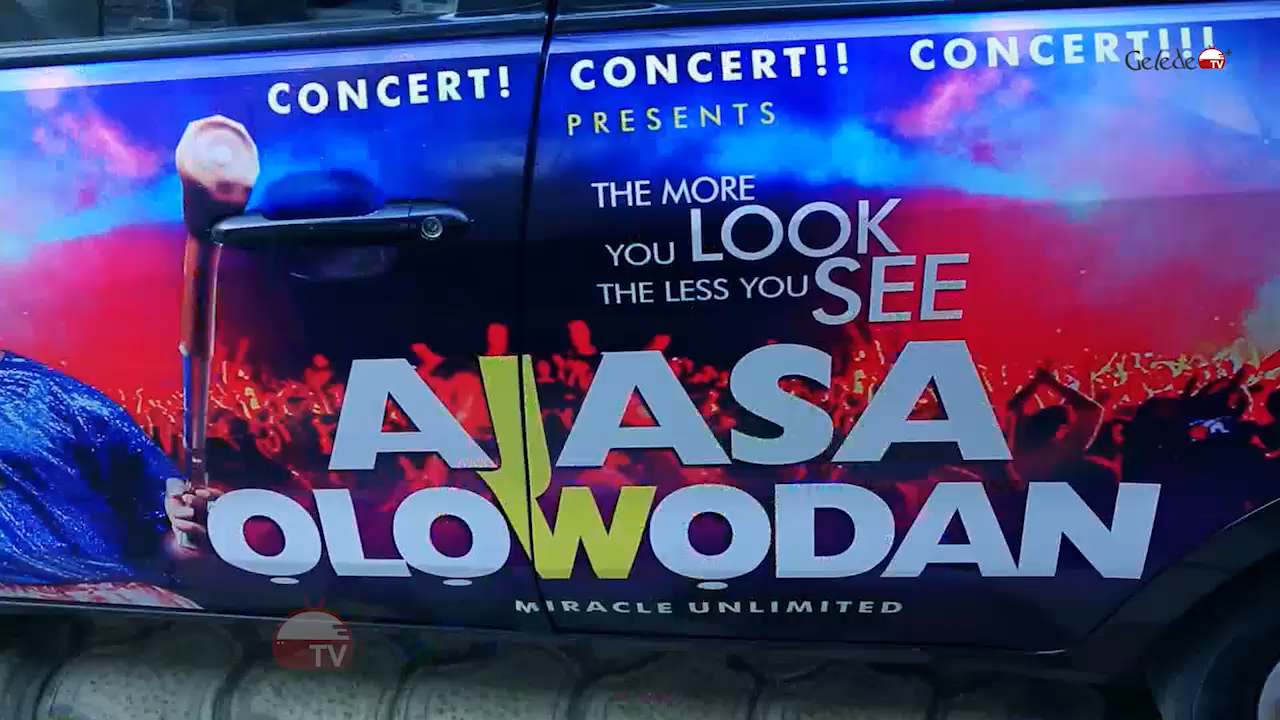 CONCERT! CONCERT!! CONCERT!!!
Gelede TV
PRESENTS
THE MORE
YOU LOOK
THE LESS YOU SEE
AJASA
ỌLỌWỌDAN
MIRACLE UNLIMITED
TV